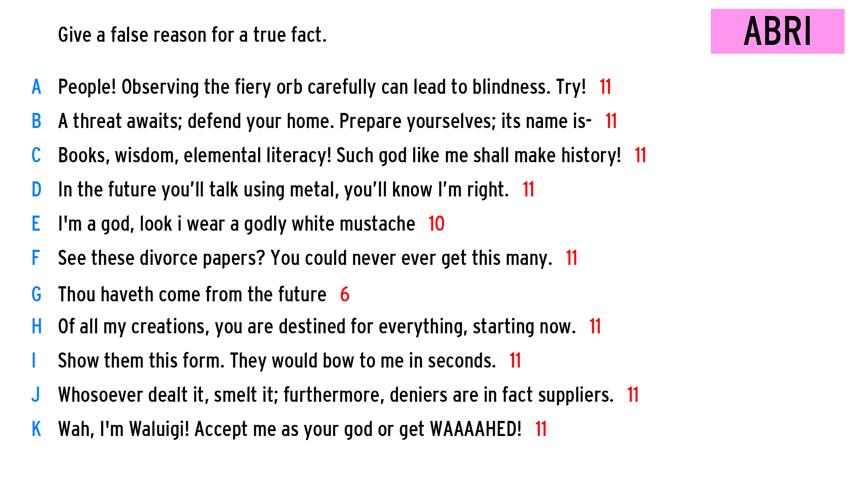 Give a false reason for a true fact.
ABRI
A People! Observing the fiery orb carefully can lead to blindness. Try! 11
B A threat awaits; defend your home. Prepare yourselves; its name is- 11
C Books, wisdom, elemental literacy! Such god like me shall make history! 11
D In the future you'll talk using metal, you'll know I'm right. 11
E I'm a god, look i wear a godly white mustache 10
F See these divorce papers? You could never ever get this many. 11
G Thou haveth come from the future 6
H Of all my creations, you are destined for everything, starting now. 11
I Show them this form. They would bow to me in seconds. 11
J Whosoever dealt it, smelt it; furthermore, deniers are in fact suppliers. 11
K Wah, I'm Waluigi! Accept me as your god or get WAAAAHED! 11